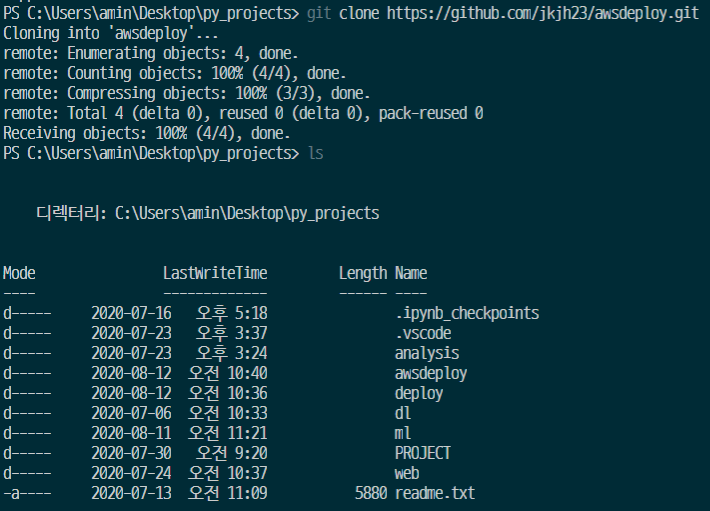 PS C:\Users\amin\Desktop\py_projects> git clone https://github.com/jkjh23/awsdeploy.git
Cloning into 'awsdeploy'...
remote: Enumerating objects: 4, done.
remote: Counting objects: 100% (4/4), done.
remote: Compressing objects: 100% (3/3), done.
remote: Total 4 (delta 0), reused 0 (delta 0), pack-reused 0
Receiving objects: 100% (4/4), done.
PS C:\Users\amin\Desktop\py_projects> ls
디렉터리: C:\Users\amin\Desktop\py_projects
Mode LastWriteTime Length Name
---- ------------- ------ ----
d----- 2020-07-16 오후 5:18 .ipynb_checkpoints
d----- 2020-07-23 오후 3:37 .vscode
d----- 2020-07-23 오후 3:24 analysis
d----- 2020-08-12 오전 10:40 awsdeploy
d----- 2020-08-12 오전 10:36 deploy
d----- 2020-07-06 오전 10:33 dl
d----- 2020-08-11 오전 11:21 ml
d----- 2020-07-30 오전 9:20 PROJECT
d----- 2020-07-24 오전 10:37 web
-a---- 2020-07-13 오전 11:09 5880 readme.txt